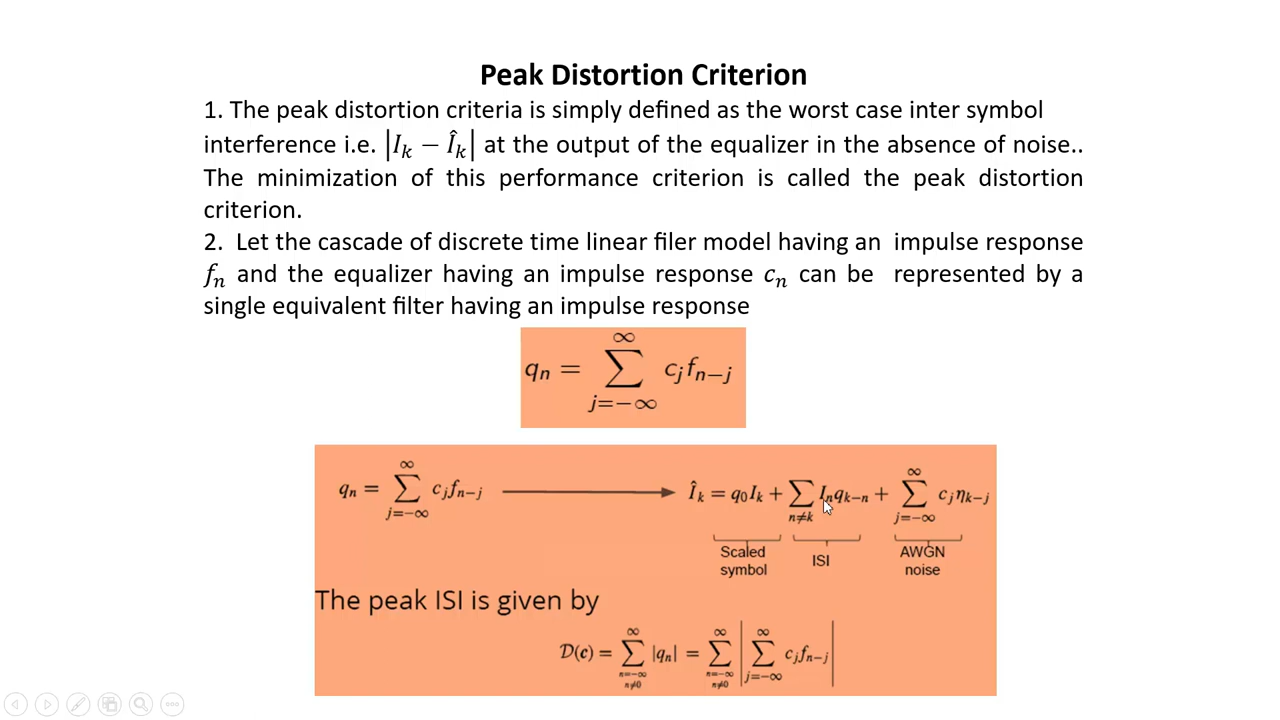 Peak Distortion Criterion
1. The peak distortion criteria is simply defined as the worst case inter symbol
interference i.e. |I_k − Î_k| at the output of the equalizer in the absence of noise..
The minimization of this performance criterion is called the peak distortion
criterion.
2. Let the cascade of discrete time linear filer model having an impulse response
f_n and the equalizer having an impulse response c_n can be represented by a
single equivalent filter having an impulse response
q_n = ∑_{j=−∞}^{∞} c_j f_{n−j}
q_n = ∑_{j=−∞}^{∞} c_j f_{n−j} ⟶ Î_k = q_0 I_k + ∑_{n≠k} I_n q_{k−n} + ∑_{j=−∞}^{∞} c_j η_{k−j}
Scaled symbol
ISI
AWGN noise
The peak ISI is given by
𝒟(c) = ∑_{n=−∞, n≠0}^{∞} |q_n| = ∑_{n=−∞, n≠0}^{∞} |∑_{j=−∞}^{∞} c_j f_{n−j}|